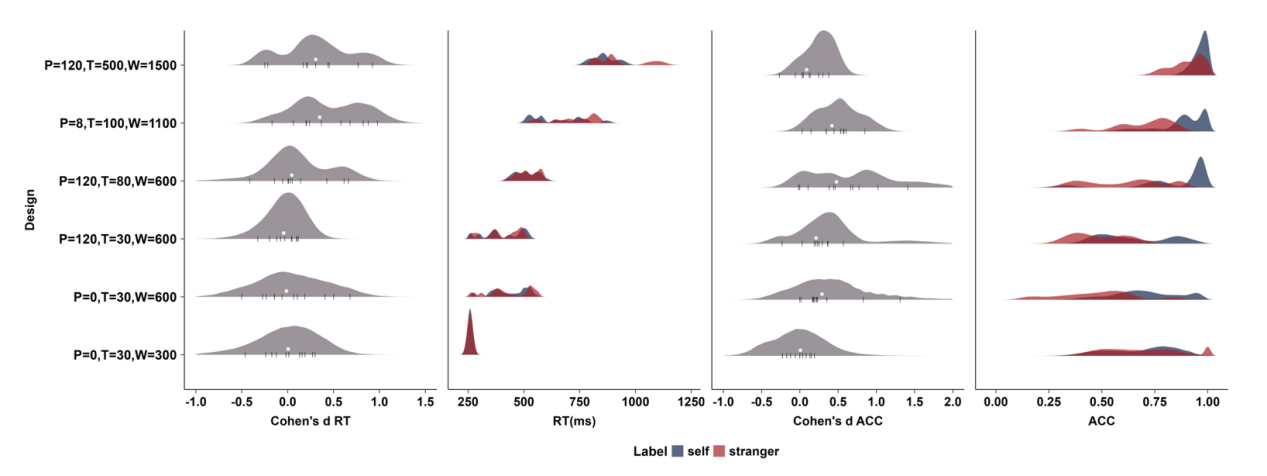 Design
P=120,T=500,W=1500
P=8,T=100,W=1100
P=120,T=80,W=600
P=120,T=30,W=600
P=0,T=30,W=600
P=0,T=30,W=300
-1.0 -0.5 0.0 0.5 1.0 1.5
Cohen's d RT
250 500 750 1000 1250
RT(ms)
-1.0 -0.5 0.0 0.5 1.0 1.5 2.0
Cohen's d ACC
0.00 0.25 0.50 0.75 1.00
ACC
Label self stranger